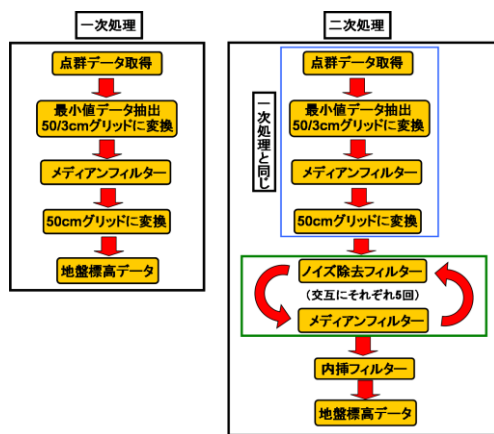 一次処理
点群データ取得
最小値データ抽出
50/3cmグリッドに変換
メディアンフィルター
50cmグリッドに変換
地盤標高データ
二次処理
一次処理と同じ
点群データ取得
最小値データ抽出
50/3cmグリッドに変換
メディアンフィルター
50cmグリッドに変換
ノイズ除去フィルター
(交互にそれぞれ5回)
メディアンフィルター
内挿フィルター
地盤標高データ